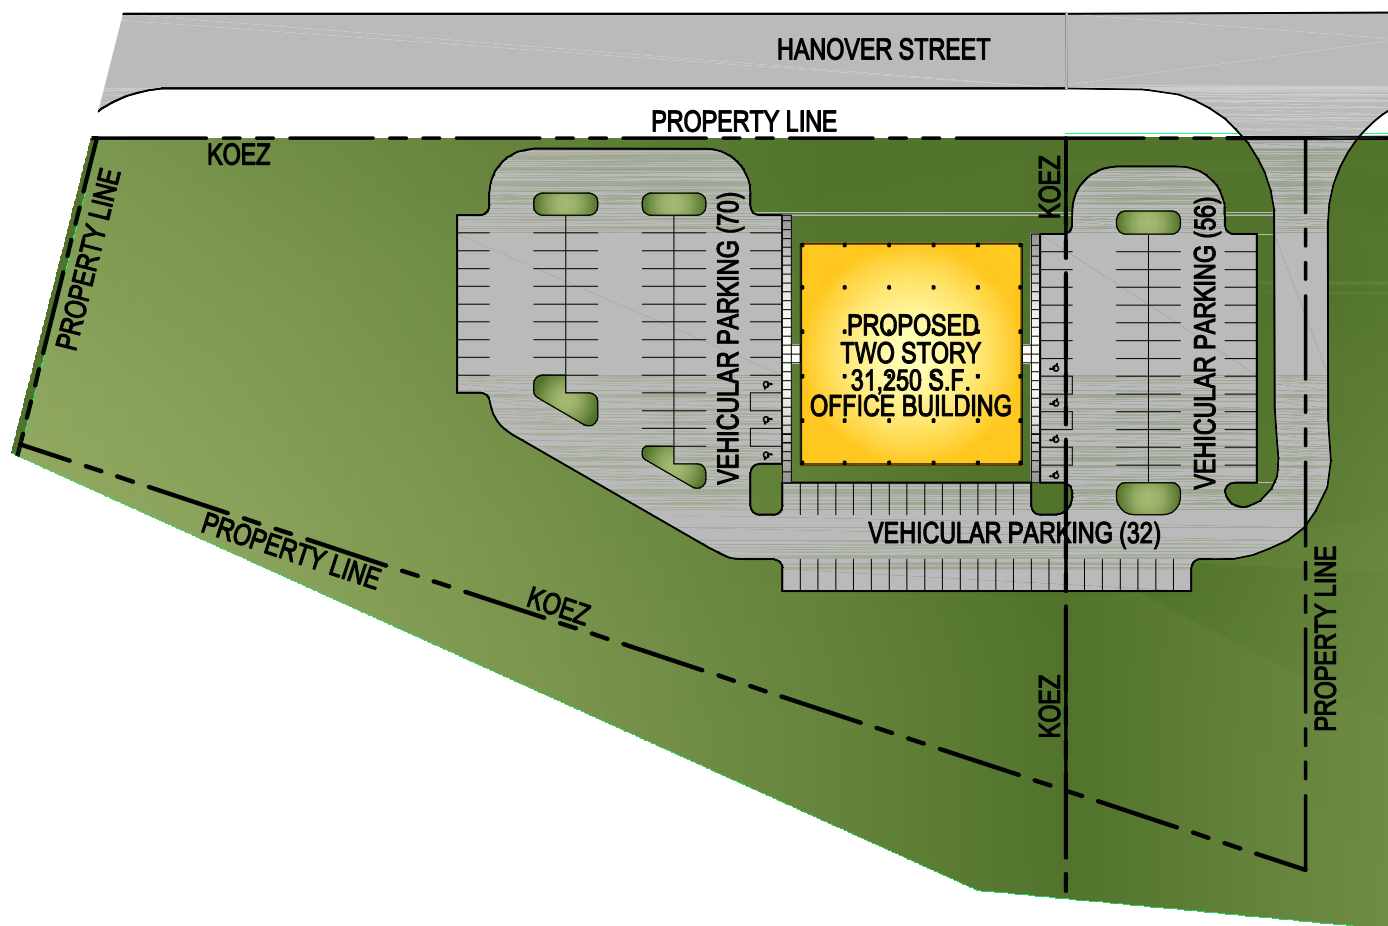 HANOVER STREET
PROPERTY LINE
KOEZ
KOEZ
PROPERTY LINE
VEHICULAR PARKING (70)
VEHICULAR PARKING (56)
PROPOSED
TWO STORY
31,250 S.F.
OFFICE BUILDING
VEHICULAR PARKING (32)
PROPERTY LINE
KOEZ
PROPERTY LINE
KOEZ